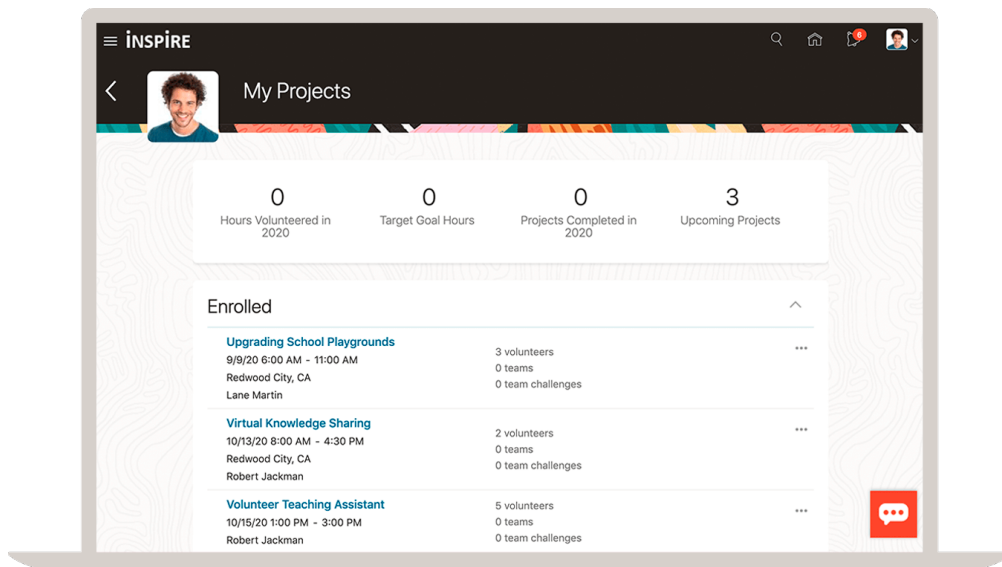 iNSPiRE
6
My Projects
0
Hours Volunteered in
2020
0
Target Goal Hours
0
Projects Completed in
2020
3
Upcoming Projects
Enrolled
Upgrading School Playgrounds
9/9/20 6:00 AM - 11:00 AM
Redwood City, CA
Lane Martin
3 volunteers
0 teams
0 team challenges
Virtual Knowledge Sharing
10/13/20 8:00 AM - 4:30 PM
Redwood City, CA
Robert Jackman
2 volunteers
0 teams
0 team challenges
Volunteer Teaching Assistant
10/15/20 1:00 PM - 3:00 PM
Robert Jackman
5 volunteers
0 teams
0 team challenges